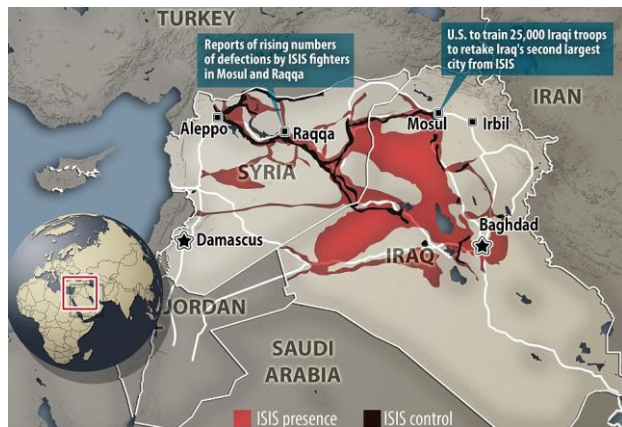 TURKEY
Reports of rising numbers
of defections by ISIS fighters
in Mosul and Raqqa
U.S. to train 25,000 Iraqi troops
to retake Iraq's second largest
city from ISIS
IRAN
Aleppo
Raqqa
Mosul
Irbil
SYRIA
Damascus
Baghdad
IRAQ
JORDAN
SAUDI
ARABIA
ISIS presence
ISIS control